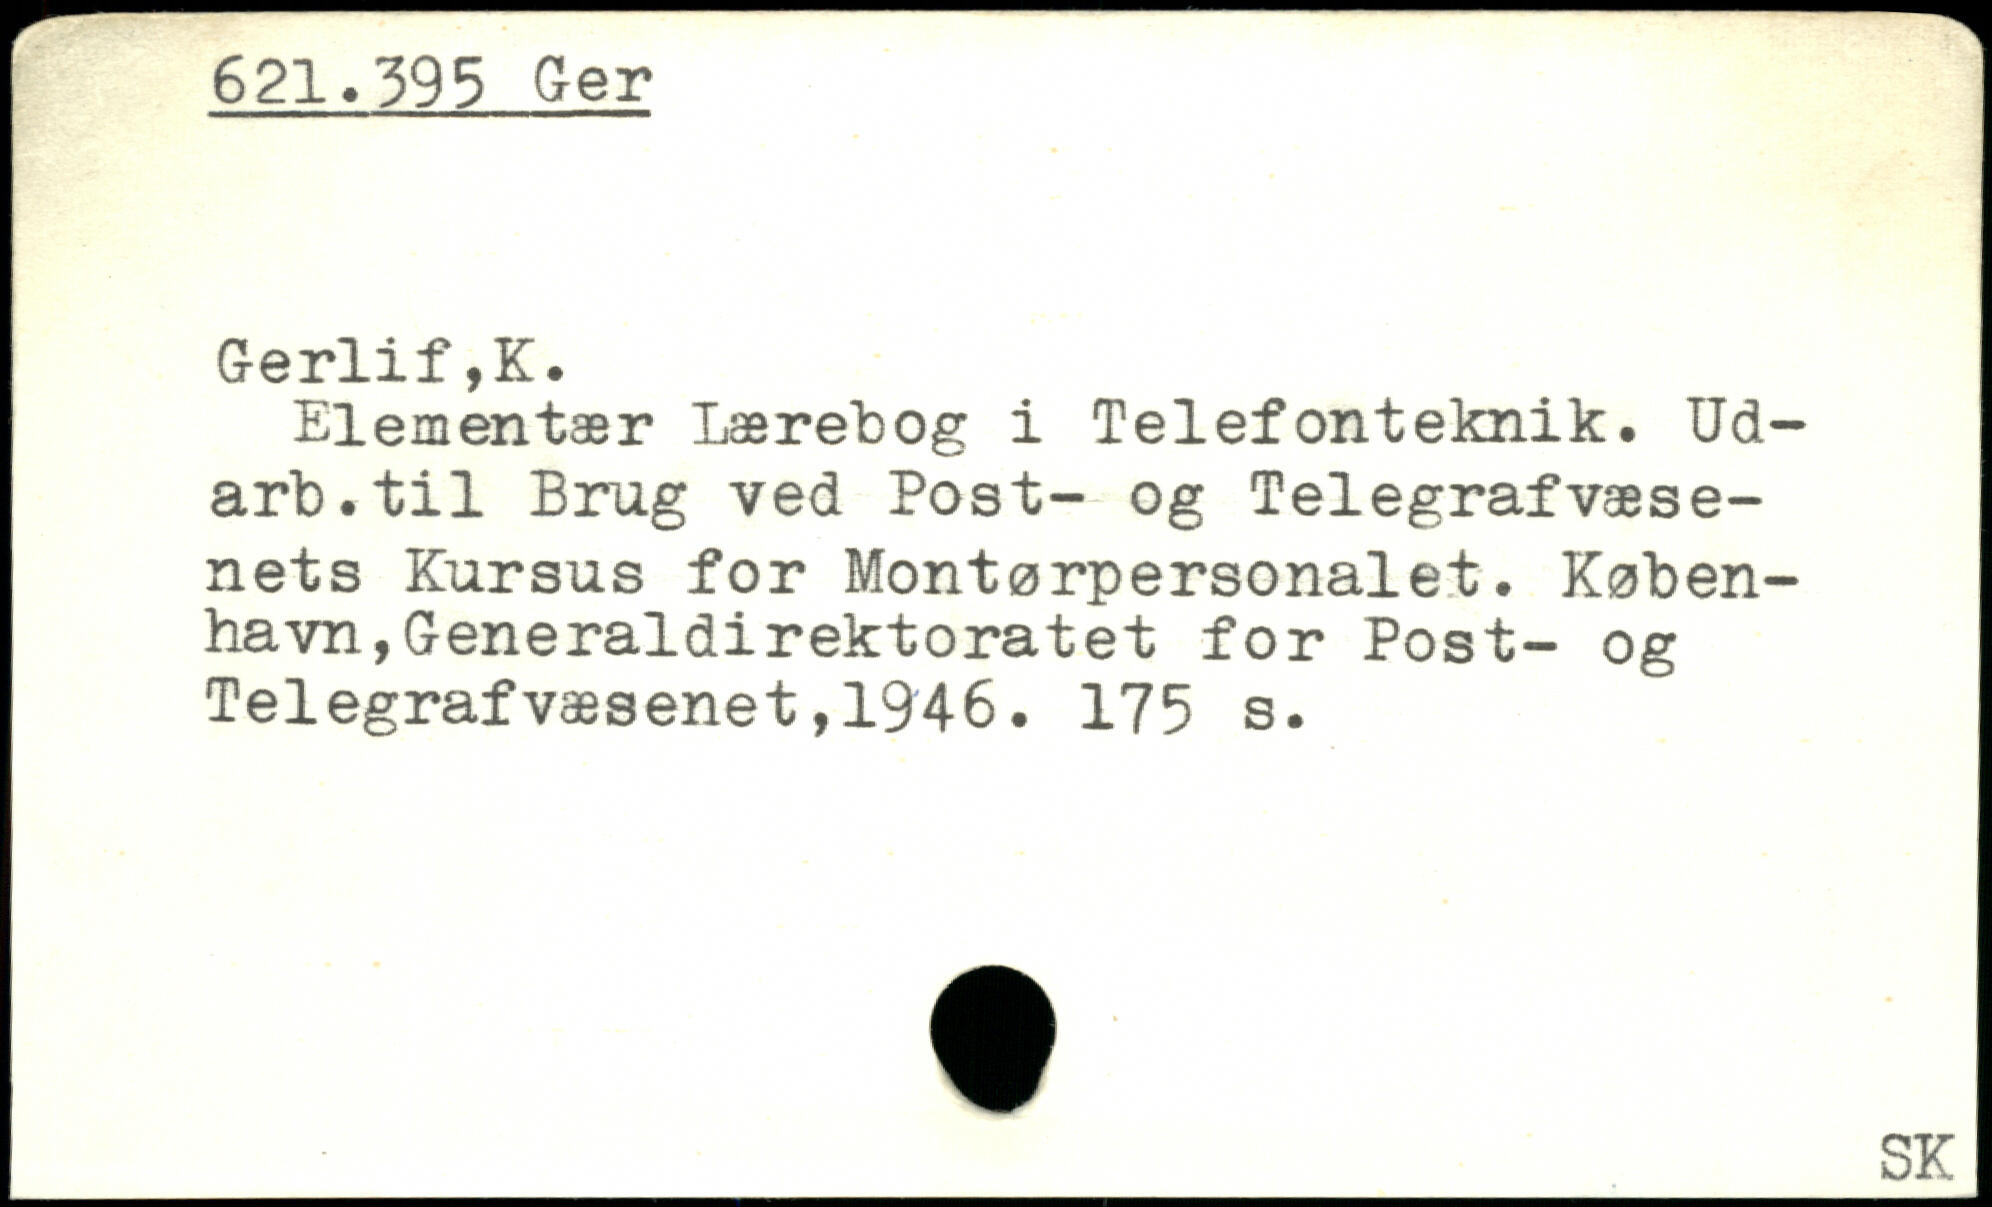 621.395 Ger
Gerlif,K.
Elementær Lærebog i Telefonteknik. Ud-
arb.til Brug ved Post- og Telegrafvæse-
nets Kursus for Montørpersonalet. Køben-
havn,Generaldirektoratet for Post- og
Telegrafvæsenet,1946. 175 s.
SK